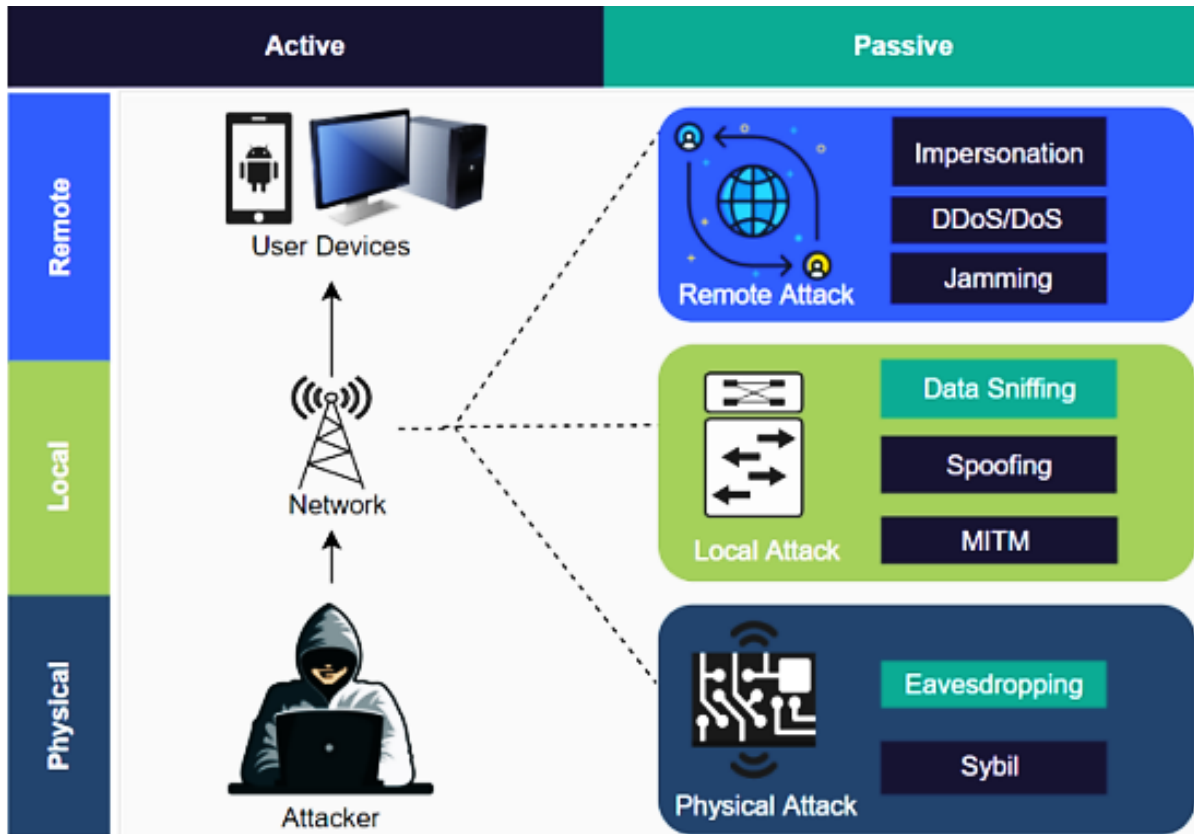 Active
Passive
Remote
User Devices
Impersonation
DDoS/DoS
Jamming
Remote Attack
Local
Network
Data Sniffing
Spoofing
MITM
Local Attack
Physical
Attacker
Eavesdropping
Sybil
Physical Attack